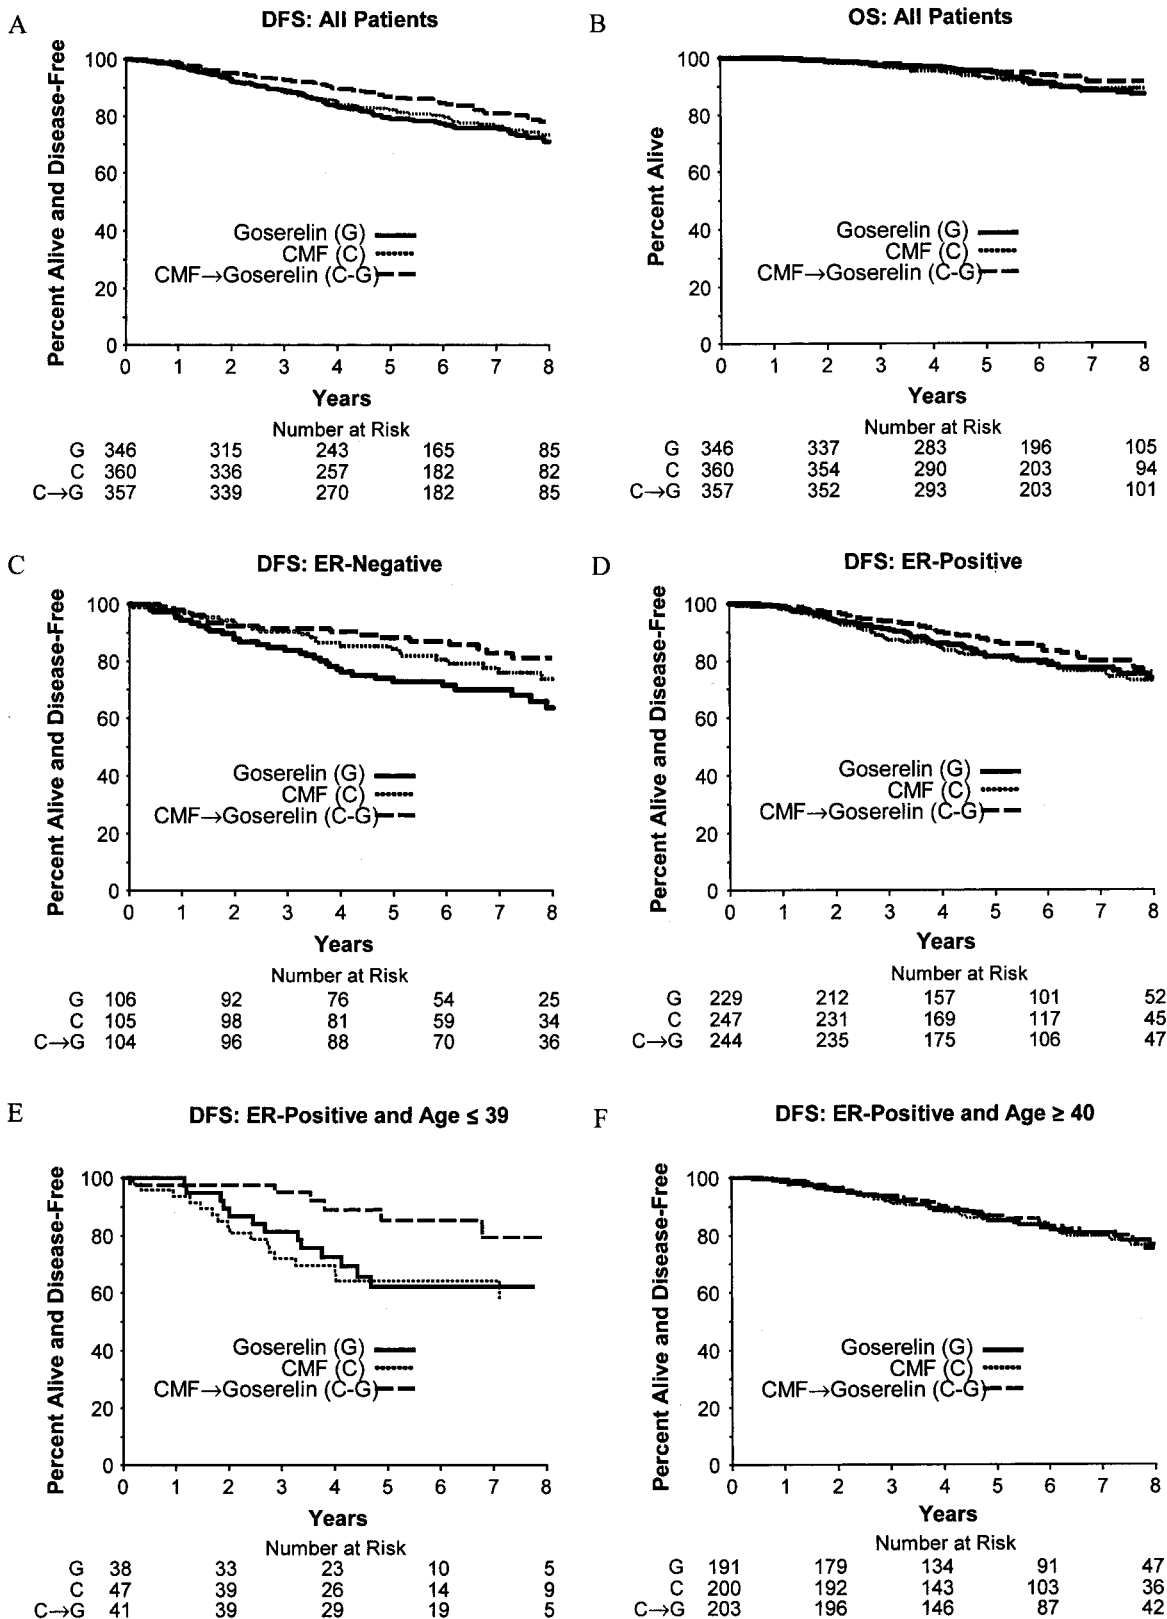 A
DFS: All Patients
Percent Alive and Disease-Free
100
80
60
40
20
0
Goserelin (G)
CMF (C)
CMF→Goserelin (C-G)
0 1 2 3 4 5 6 7 8
Years
Number at Risk
G 346 315 243 165 85
C 360 336 257 182 82
C→G 357 339 270 182 85
B
OS: All Patients
Percent Alive
100
80
60
40
20
0
Goserelin (G)
CMF (C)
CMF→Goserelin (C-G)
0 1 2 3 4 5 6 7 8
Years
Number at Risk
G 346 337 283 196 105
C 360 354 290 203 94
C→G 357 352 293 203 101
C
DFS: ER-Negative
Percent Alive and Disease-Free
100
80
60
40
20
0
Goserelin (G)
CMF (C)
CMF→Goserelin (C-G)
0 1 2 3 4 5 6 7 8
Years
Number at Risk
G 106 92 76 54 25
C 105 98 81 59 34
C→G 104 96 88 70 36
D
DFS: ER-Positive
Percent Alive and Disease-Free
100
80
60
40
20
0
Goserelin (G)
CMF (C)
CMF→Goserelin (C-G)
0 1 2 3 4 5 6 7 8
Years
Number at Risk
G 229 212 157 101 52
C 247 231 169 117 45
C→G 244 235 175 106 47
E
DFS: ER-Positive and Age ≤ 39
Percent Alive and Disease-Free
100
80
60
40
20
0
Goserelin (G)
CMF (C)
CMF→Goserelin (C-G)
0 1 2 3 4 5 6 7 8
Years
Number at Risk
G 38 33 23 10 5
C 47 39 26 14 9
C→G 41 39 29 19 5
F
DFS: ER-Positive and Age ≥ 40
Percent Alive and Disease-Free
100
80
60
40
20
0
Goserelin (G)
CMF (C)
CMF→Goserelin (C-G)
0 1 2 3 4 5 6 7 8
Years
Number at Risk
G 191 179 134 91 47
C 200 192 143 103 36
C→G 203 196 146 87 42